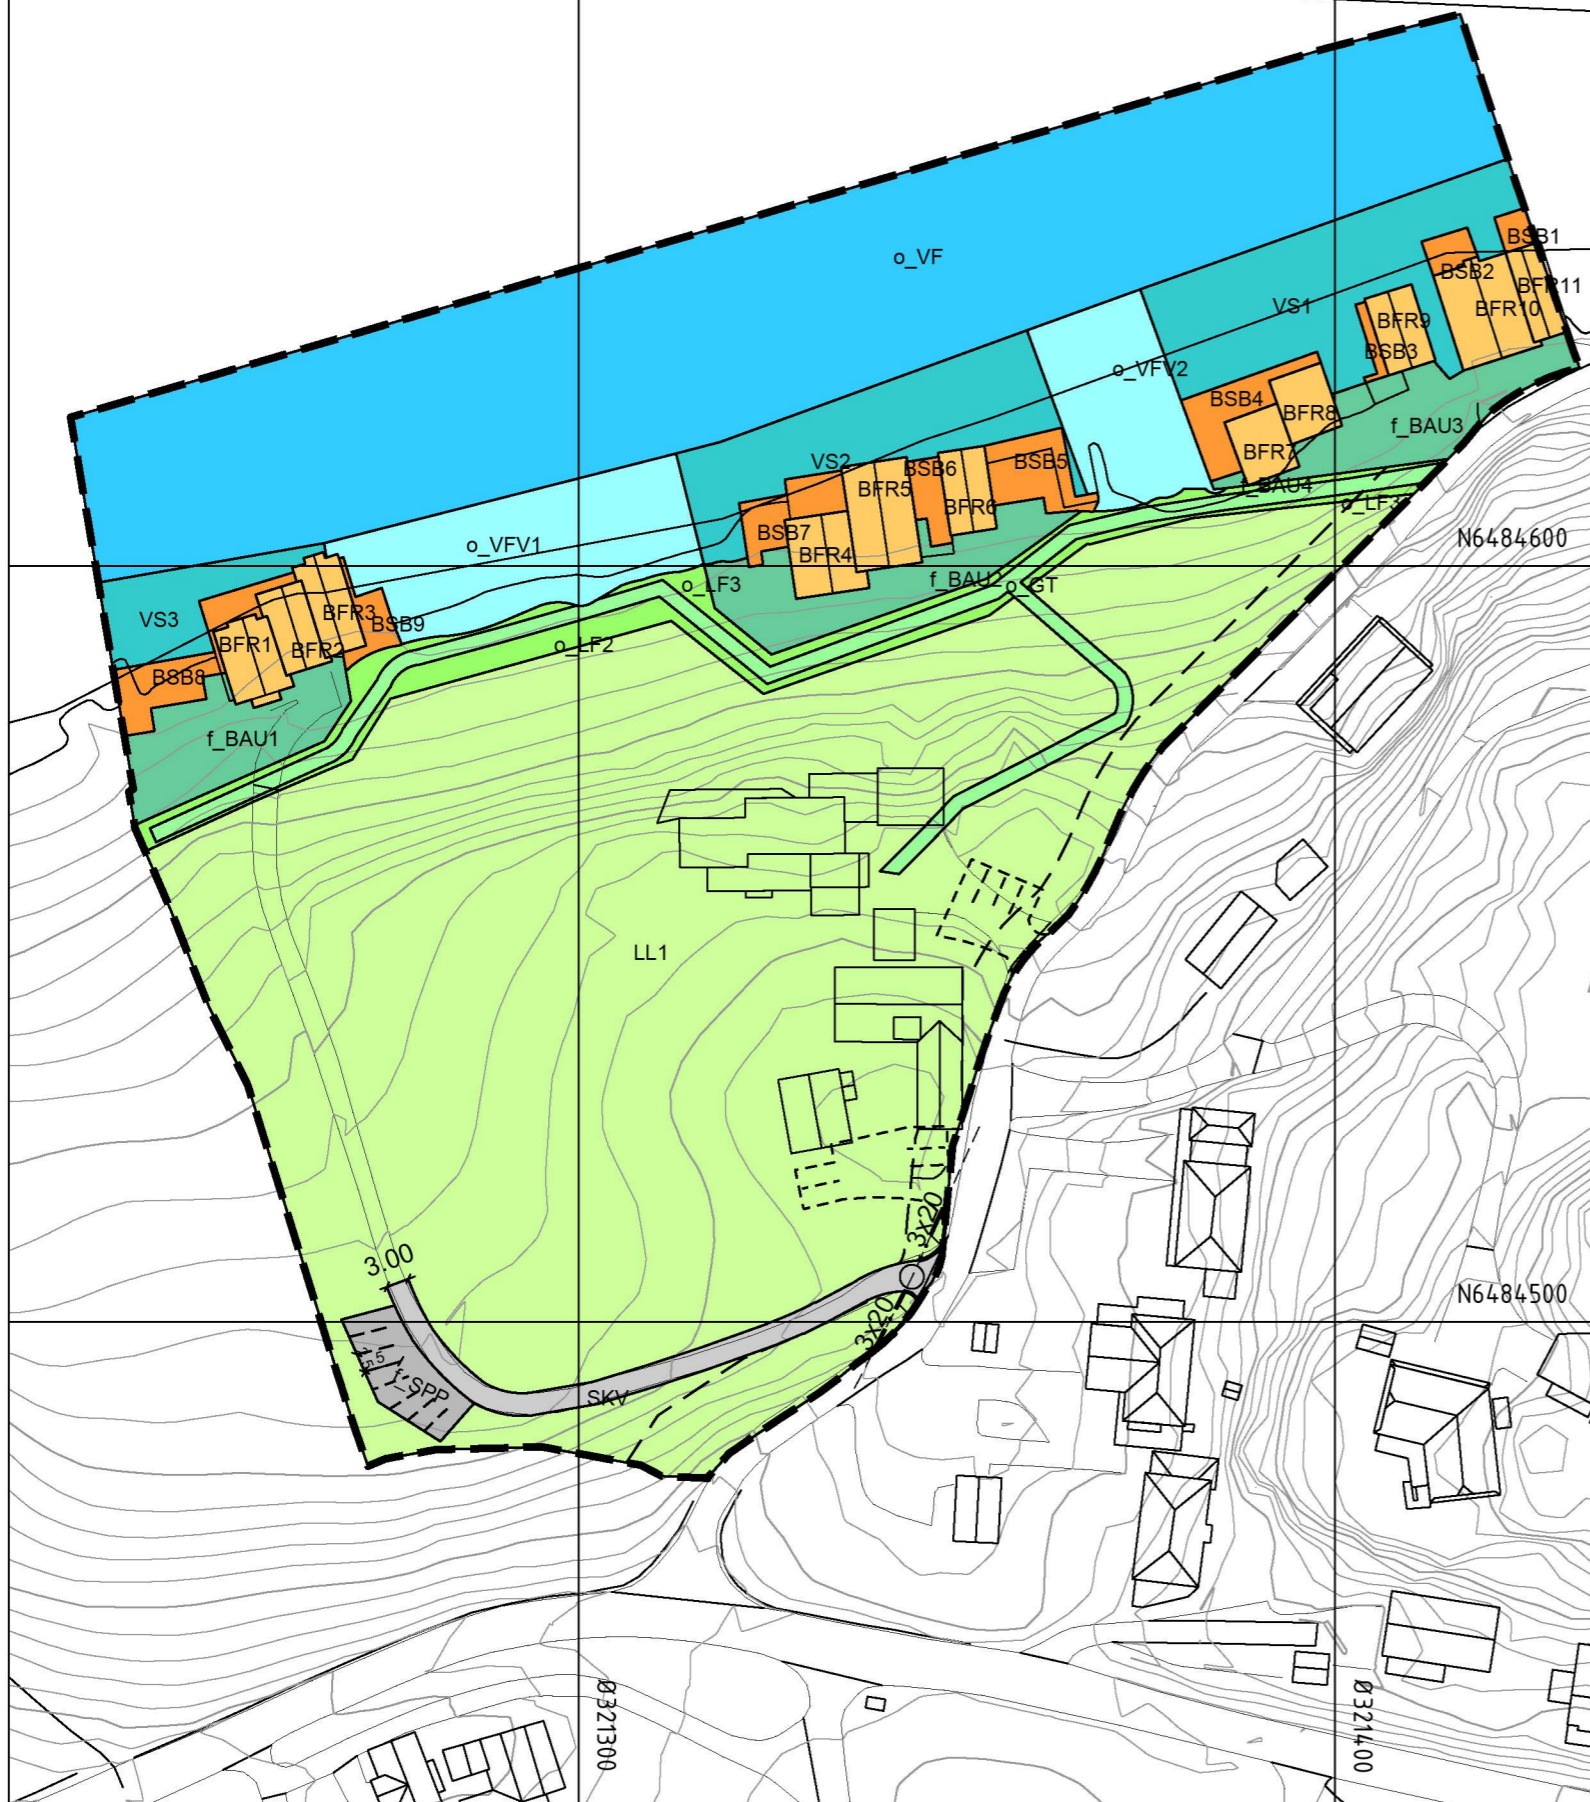 o_VF
BSB1
BSB2
BFR11
VS1
BFR10
BFR9
BSB3
o_VFV2
BSB4
BFR8
f_BAU3
BFR7
VS2
BSB6
BSB5
BFR5
f_BAU4
BFR6
o_LF3
BSB7
N6484600
o_VFV1
BFR4
f_BAU2
o_GT
o_LF3
BFR3
VS3
BSB9
BFR1
BFR2
o_LF2
BSB8
f_BAU1
LL1
3x20
3.00
N6484500
3x20
5
f_SPP
SKV
Ø321300
Ø321400